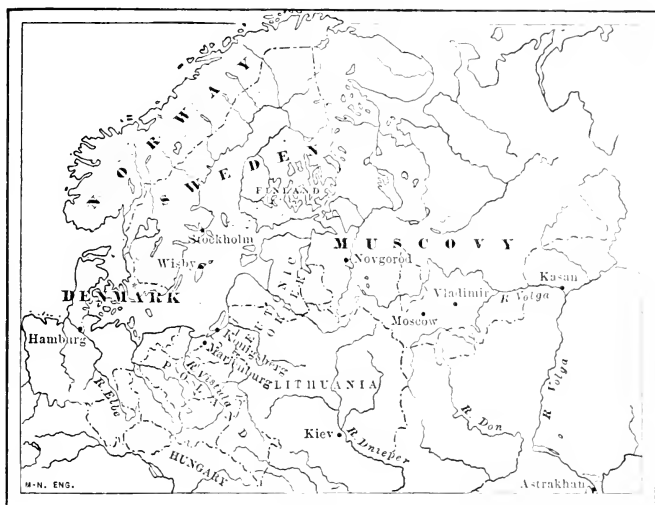 NORWAY
SWEDEN
FINLAND
Stockholm
Wisby
MUSCOVY
Novgorod
DENMARK
Vladimir
R Volga
Kasan
Moscow
Hamburg
Konigsberg
Marienburg
R. Elbe
R. Vistula
LITHUANIA
R. Volga
R. Don
Kiev
R. Dnieper
HUNGARY
M-N. ENG.
Astrakhan